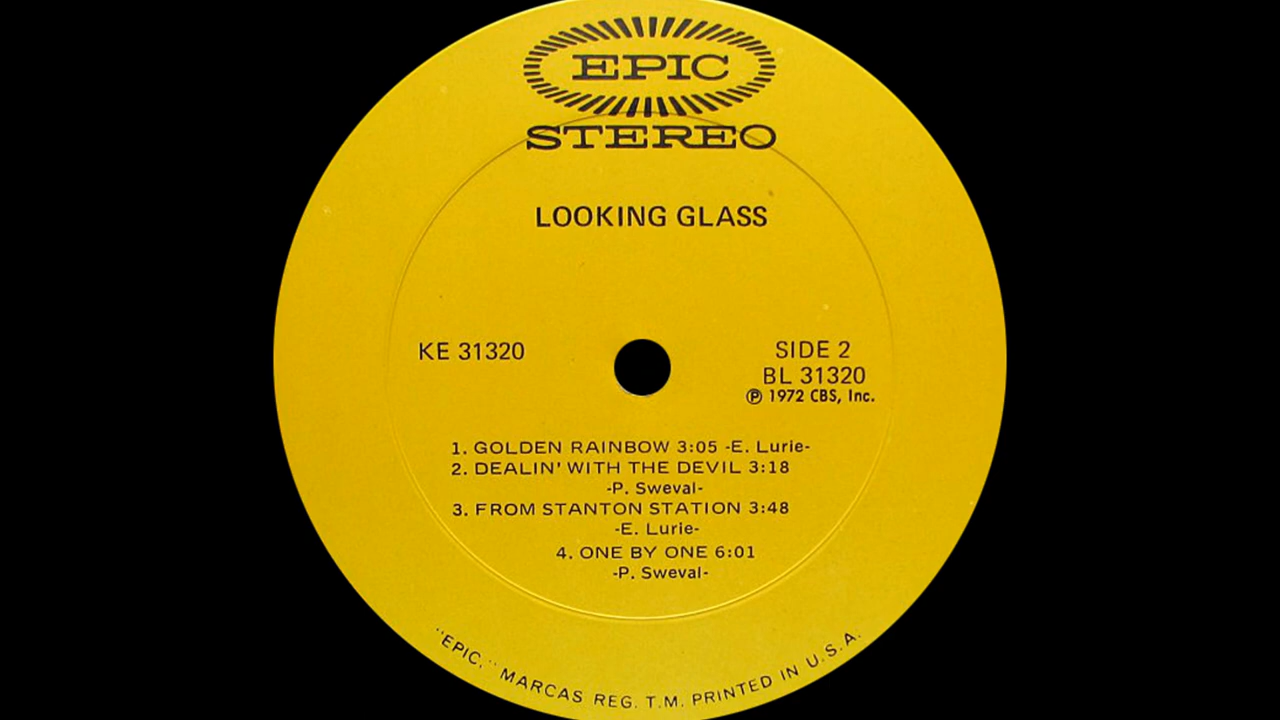 EPIC
STEREO
LOOKING GLASS
KE 31320
SIDE 2
BL 31320
℗ 1972 CBS, Inc.
1. GOLDEN RAINBOW 3:05 -E. Lurie-
2. DEALIN' WITH THE DEVIL 3:18
-P. Sweval-
3. FROM STANTON STATION 3:48
-E. Lurie-
4. ONE BY ONE 6:01
-P. Sweval-
"EPIC," MARCAS REG. T.M. PRINTED IN U.S.A.